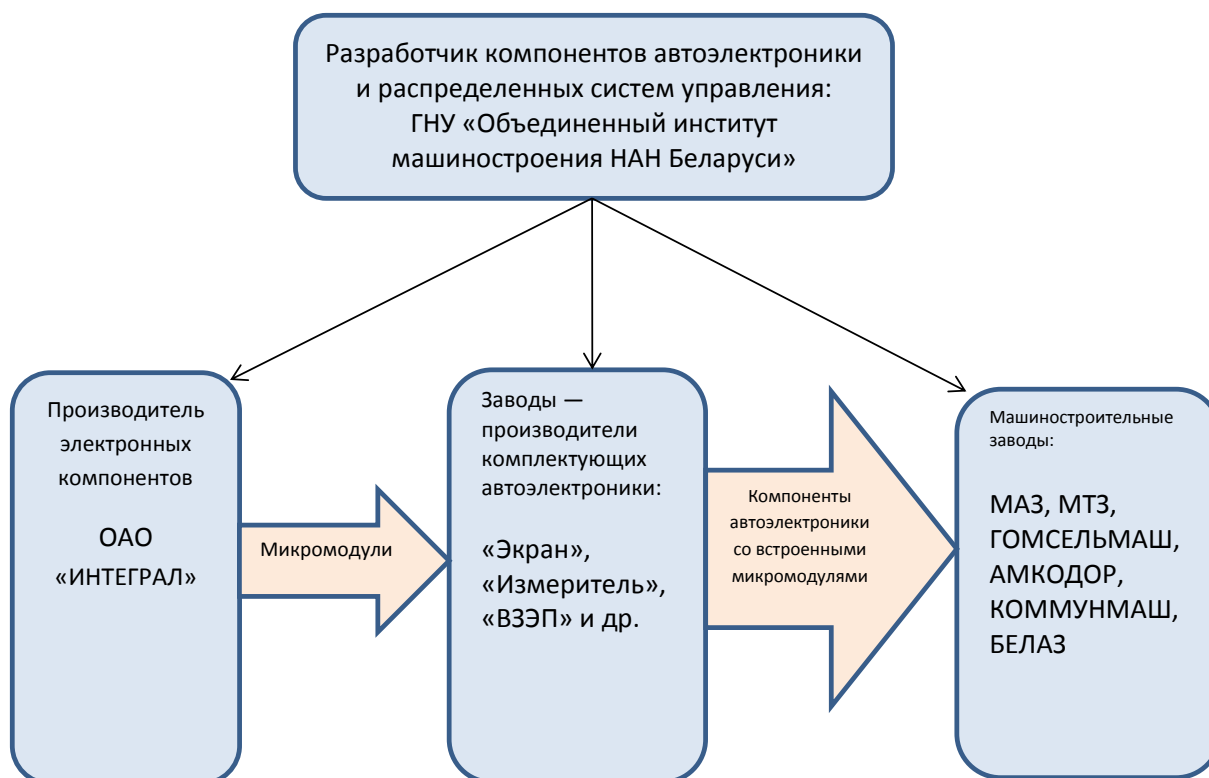 Разработчик компонентов автоэлектроники
и распределенных систем управления:
ГНУ «Объединенный институт
машиностроения НАН Беларуси»
Производитель
электронных
компонентов
ОАО
«ИНТЕГРАЛ»
Микромодули
Заводы —
производители
комплектующих
автоэлектроники:
«Экран»,
«Измеритель»,
«ВЗЭП» и др.
Компоненты
автоэлектроники
со встроенными
микромодулями
Машиностроительные
заводы:
МАЗ, МТЗ,
ГОМСЕЛЬМАШ,
АМКОДОР,
КОММУНМАШ,
БЕЛАЗ